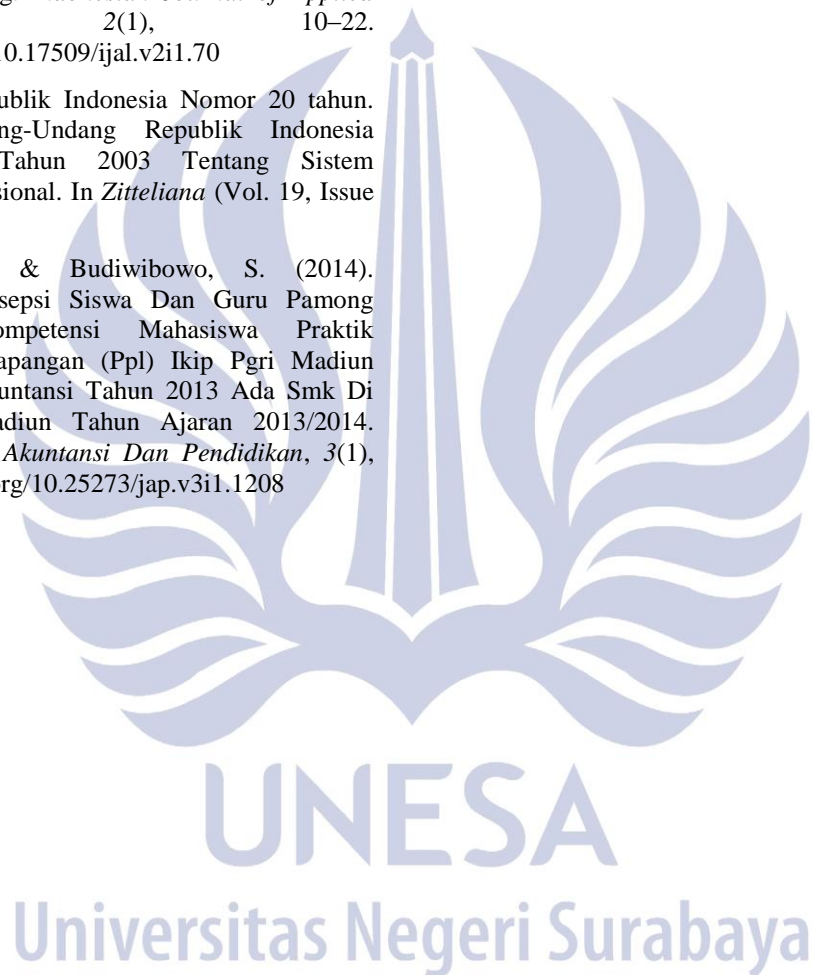 2(1), 10–22.
10.17509/ijal.v2i1.70
publik Indonesia Nomor 20 tahun.
ng-Undang Republik Indonesia
Tahun 2003 Tentang Sistem
sional. In Zitteliana (Vol. 19, Issue
& Budiwibowo, S. (2014).
sepsi Siswa Dan Guru Pamong
ompetensi Mahasiswa Praktik
apangan (Ppl) Ikip Pgri Madiun
untansi Tahun 2013 Ada Smk Di
adiun Tahun Ajaran 2013/2014.
Akuntansi Dan Pendidikan, 3(1),
org/10.25273/jap.v3i1.1208
UNESA
Universitas Negeri Surabaya